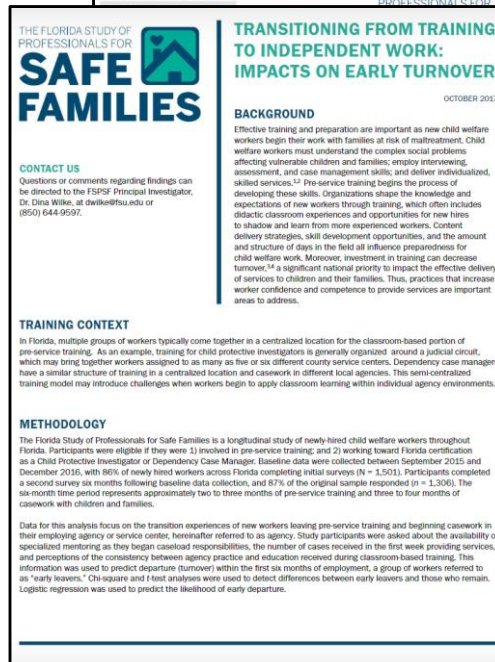 PROFESSIONALS FOR
THE FLORIDA STUDY OF
PROFESSIONALS FOR
SAFE
FAMILIES
CONTACT US
Questions or comments regarding findings can
be directed to the FSPSF Principal Investigator,
Dr. Dina Wilke, at dwilke@fsu.edu or
(850) 644-9597.
TRANSITIONING FROM TRAINING
TO INDEPENDENT WORK:
IMPACTS ON EARLY TURNOVER
OCTOBER 2017
BACKGROUND
Effective training and preparation are important as new child welfare
workers begin their work with families at risk of maltreatment. Child
welfare workers must understand the complex social problems
affecting vulnerable children and families; employ interviewing,
assessment, and case management skills; and deliver individualized,
skilled services.1,2 Pre-service training begins the process of
developing these skills. Organizations shape the knowledge and
expectations of new workers through training, which often includes
didactic classroom experiences and opportunities for new hires
to shadow and learn from more experienced workers. Content
delivery strategies, skill development opportunities, and the amount
and structure of days in the field all influence preparedness for
child welfare work. Moreover, investment in training can decrease
turnover,3,4 a significant national priority to impact the effective delivery
of services to children and their families. Thus, practices that increase
worker confidence and competence to provide services are important
areas to address.
TRAINING CONTEXT
In Florida, multiple groups of workers typically come together in a centralized location for the classroom-based portion of
pre-service training. As an example, training for child protective investigators is generally organized around a judicial circuit,
which may bring together workers assigned to as many as five or six different county service centers. Dependency case managers
have a similar structure of training in a centralized location and casework in different local agencies. This semi-centralized
training model may introduce challenges when workers begin to apply classroom learning within individual agency environments.
METHODOLOGY
The Florida Study of Professionals for Safe Families is a longitudinal study of newly-hired child welfare workers throughout
Florida. Participants were eligible if they were 1) involved in pre-service training; and 2) working toward Florida certification
as a Child Protective Investigator or Dependency Case Manager. Baseline data were collected between September 2015 and
December 2016, with 86% of newly hired workers across Florida completing initial surveys (N = 1,501). Participants completed
a second survey six months following baseline data collection, and 87% of the original sample responded (n = 1,306). The
six-month time period represents approximately two to three months of pre-service training and three to four months of
casework with children and families.
Data for this analysis focus on the transition experiences of new workers leaving pre-service training and beginning casework in
their employing agency or service center, hereinafter referred to as agency. Study participants were asked about the availability of
specialized mentoring as they began caseload responsibilities, the number of cases received in the first week providing services,
and perceptions of the consistency between agency practice and education received during classroom-based training. This
information was used to predict departure (turnover) within the first six months of employment, a group of workers referred to
as "early leavers." Chi-square and t-test analyses were used to detect differences between early leavers and those who remain.
Logistic regression was used to predict the likelihood of early departure.